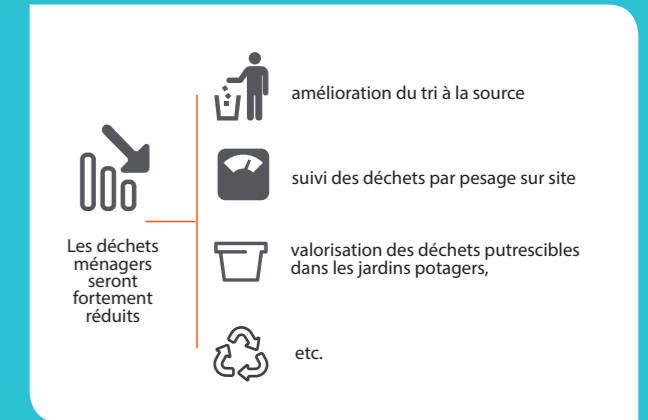 Les déchets
ménagers
seront
fortement
réduits
amélioration du tri à la source
suivi des déchets par pesage sur site
valorisation des déchets putrescibles
dans les jardins potagers,
etc.